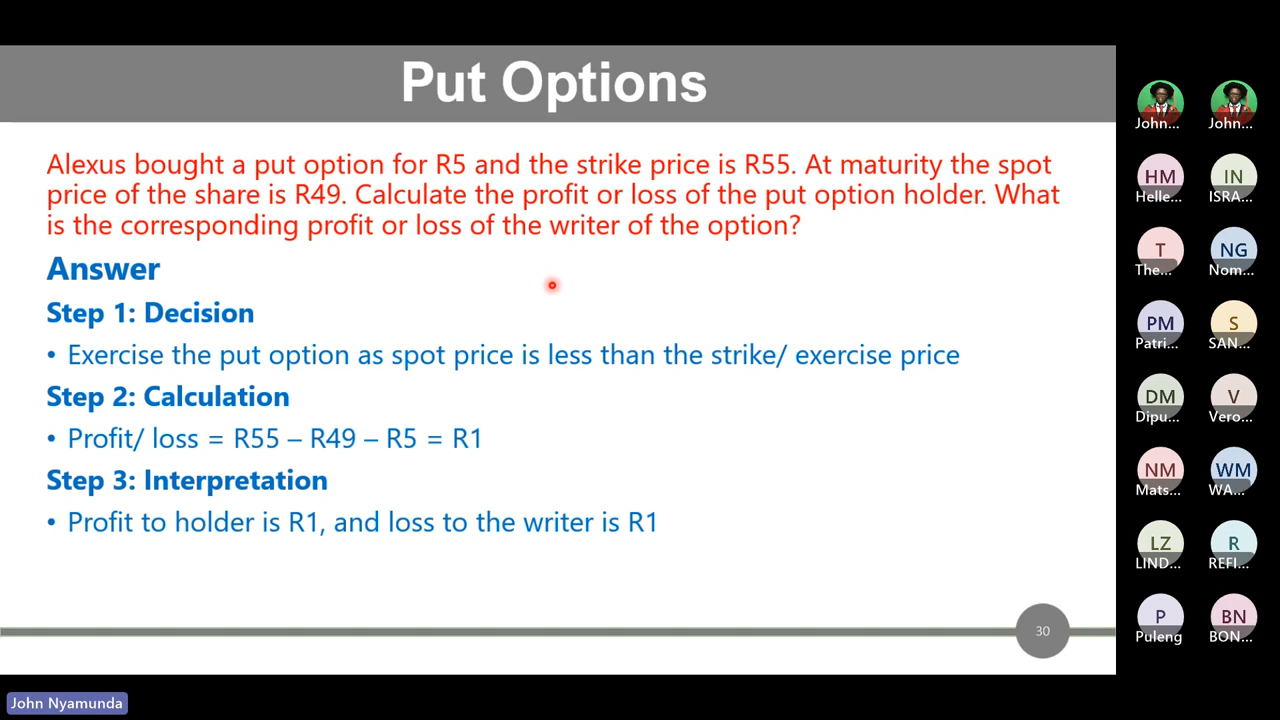 Put Options
Alexus bought a put option for R5 and the strike price is R55. At maturity the spot
price of the share is R49. Calculate the profit or loss of the put option holder. What
is the corresponding profit or loss of the writer of the option?
Answer
Step 1: Decision
• Exercise the put option as spot price is less than the strike/ exercise price
Step 2: Calculation
• Profit/ loss = R55 – R49 – R5 = R1
Step 3: Interpretation
• Profit to holder is R1, and loss to the writer is R1
30
John... John...
HM IN
Helle... ISRA...
T NG
The... Nom...
PM S
Patri... SAN...
DM V
Dipu... Vero...
NM WM
Mats... WA...
LZ R
LIND... REFI...
P BN
Puleng BON...
John Nyamunda